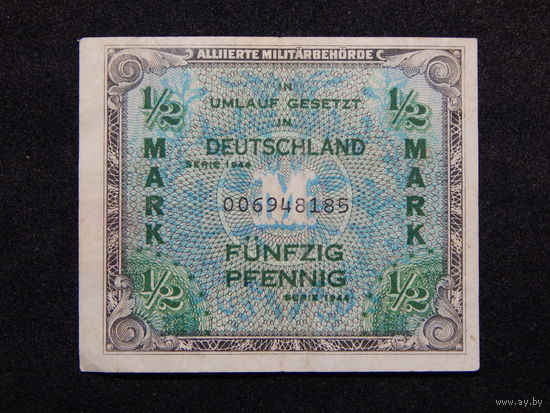 ALLIIERTE MILITÄRBEHÖRDE
½ ½
IN
UMLAUF GESETZT
IN
DEUTSCHLAND
SERIE 1944
MARK MARK
M
006948185
FÜNFZIG
PFENNIG
SERIE 1944
½ ½
www.ay.by